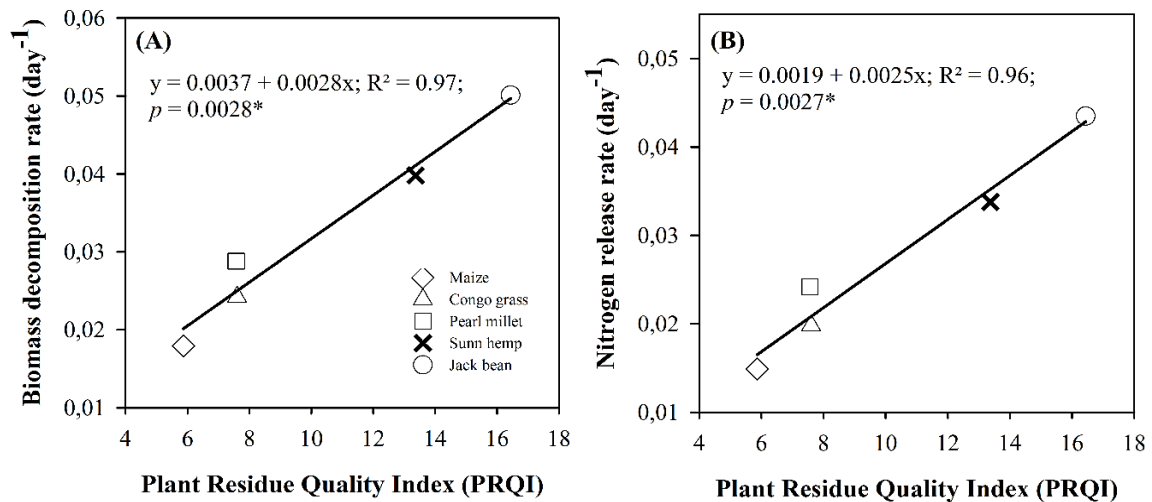 (A)
y = 0.0037 + 0.0028x; R² = 0.97;
p = 0.0028*
Biomass decomposition rate (day⁻¹)
0,06
0,05
0,04
0,03
0,02
0,01
Maize
Congo grass
Pearl millet
Sunn hemp
Jack bean
4 6 8 10 12 14 16 18
Plant Residue Quality Index (PRQI)
(B)
y = 0.0019 + 0.0025x; R² = 0.96;
p = 0.0027*
Nitrogen release rate (day⁻¹)
0,05
0,04
0,03
0,02
0,01
4 6 8 10 12 14 16 18
Plant Residue Quality Index (PRQI)